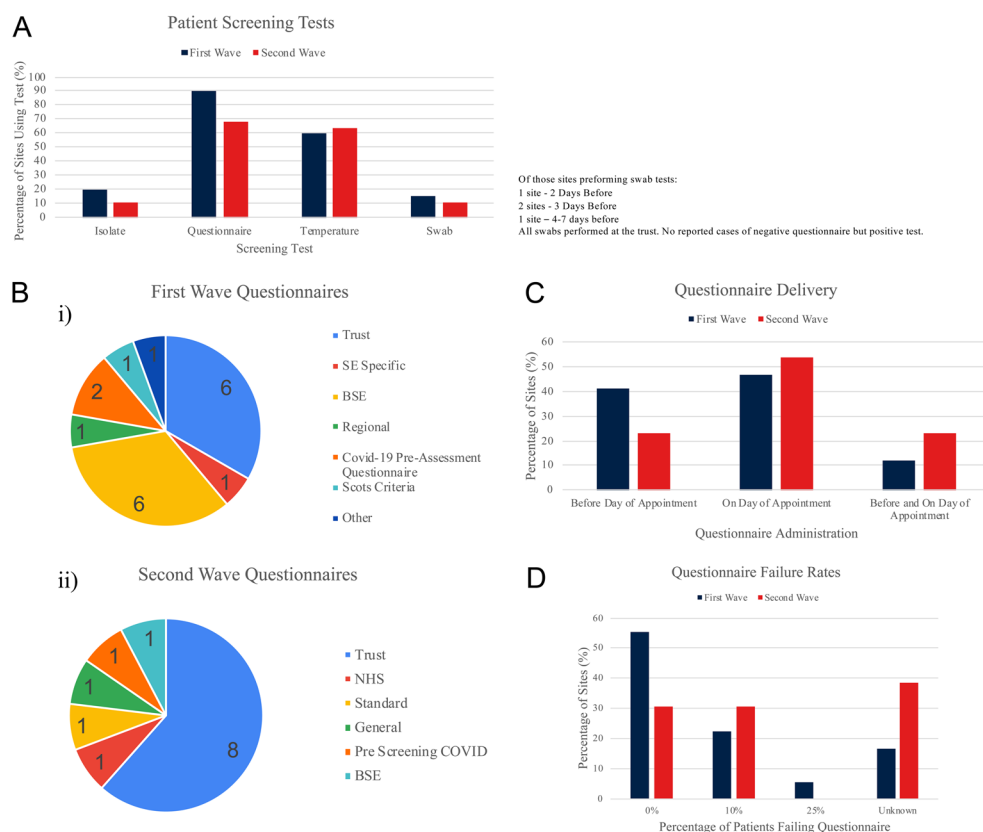 A
Patient Screening Tests
First Wave
Second Wave
Percentage of Sites Using Test (%)
100
90
80
70
60
50
40
30
20
10
0
Isolate
Questionnaire
Temperature
Swab
Screening Test
Of those sites preforming swab tests:
1 site - 2 Days Before
2 sites - 3 Days Before
1 site – 4-7 days before
All swabs performed at the trust. No reported cases of negative questionnaire but positive test.
B
First Wave Questionnaires
i)
6
1
6
1
2
1
1
Trust
SE Specific
BSE
Regional
Covid-19 Pre-Assessment
Questionnaire
Scots Criteria
Other
C
Questionnaire Delivery
First Wave
Second Wave
Percentage of Sites (%)
60
50
40
30
20
10
0
Before Day of Appointment
On Day of Appointment
Before and On Day of
Appointment
Questionnaire Administration
ii)
Second Wave Questionnaires
8
1
1
1
1
1
Trust
NHS
Standard
General
Pre Screening COVID
BSE
D
Questionnaire Failure Rates
First Wave
Second Wave
Percentage of Sites (%)
60
50
40
30
20
10
0
0%
10%
25%
Unknown
Percentage of Patients Failing Questionnaire